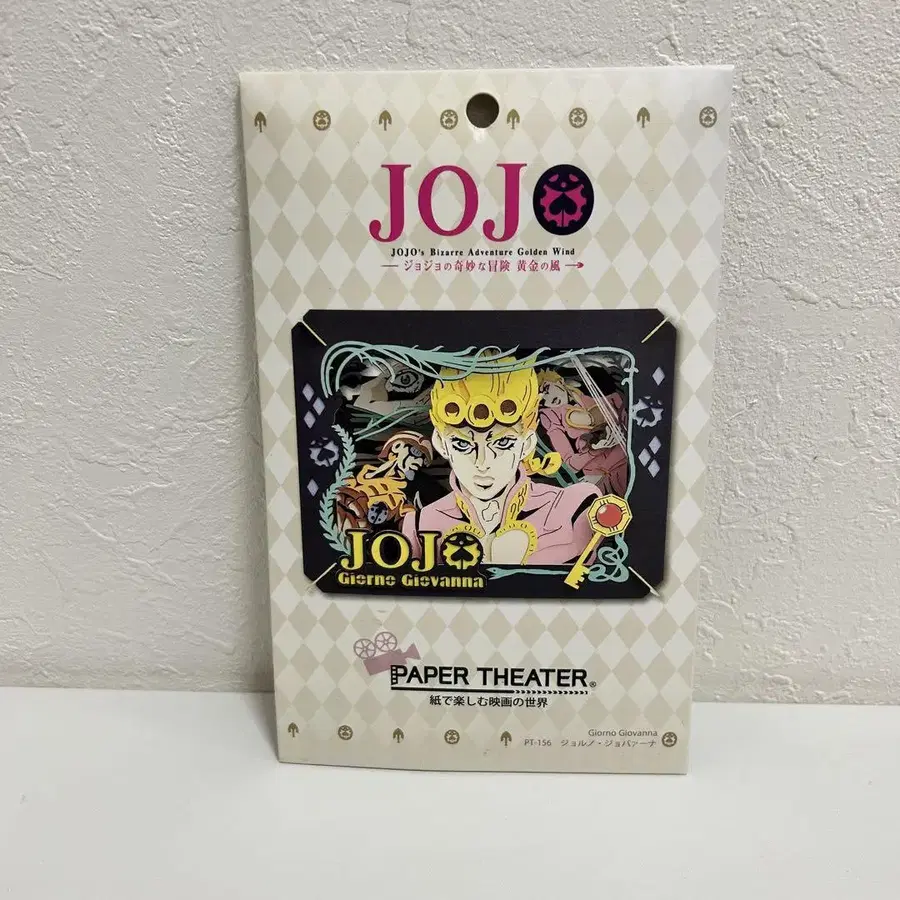 JOJO
JOJO's Bizarre Adventure Golden Wind
ジョジョの奇妙な冒険 黄金の風
JOJO
Giorno Giovanna
PAPER THEATER®
紙で楽しむ映画の世界
Giorno Giovanna
PT-156 ジョルノ・ジョバァーナ